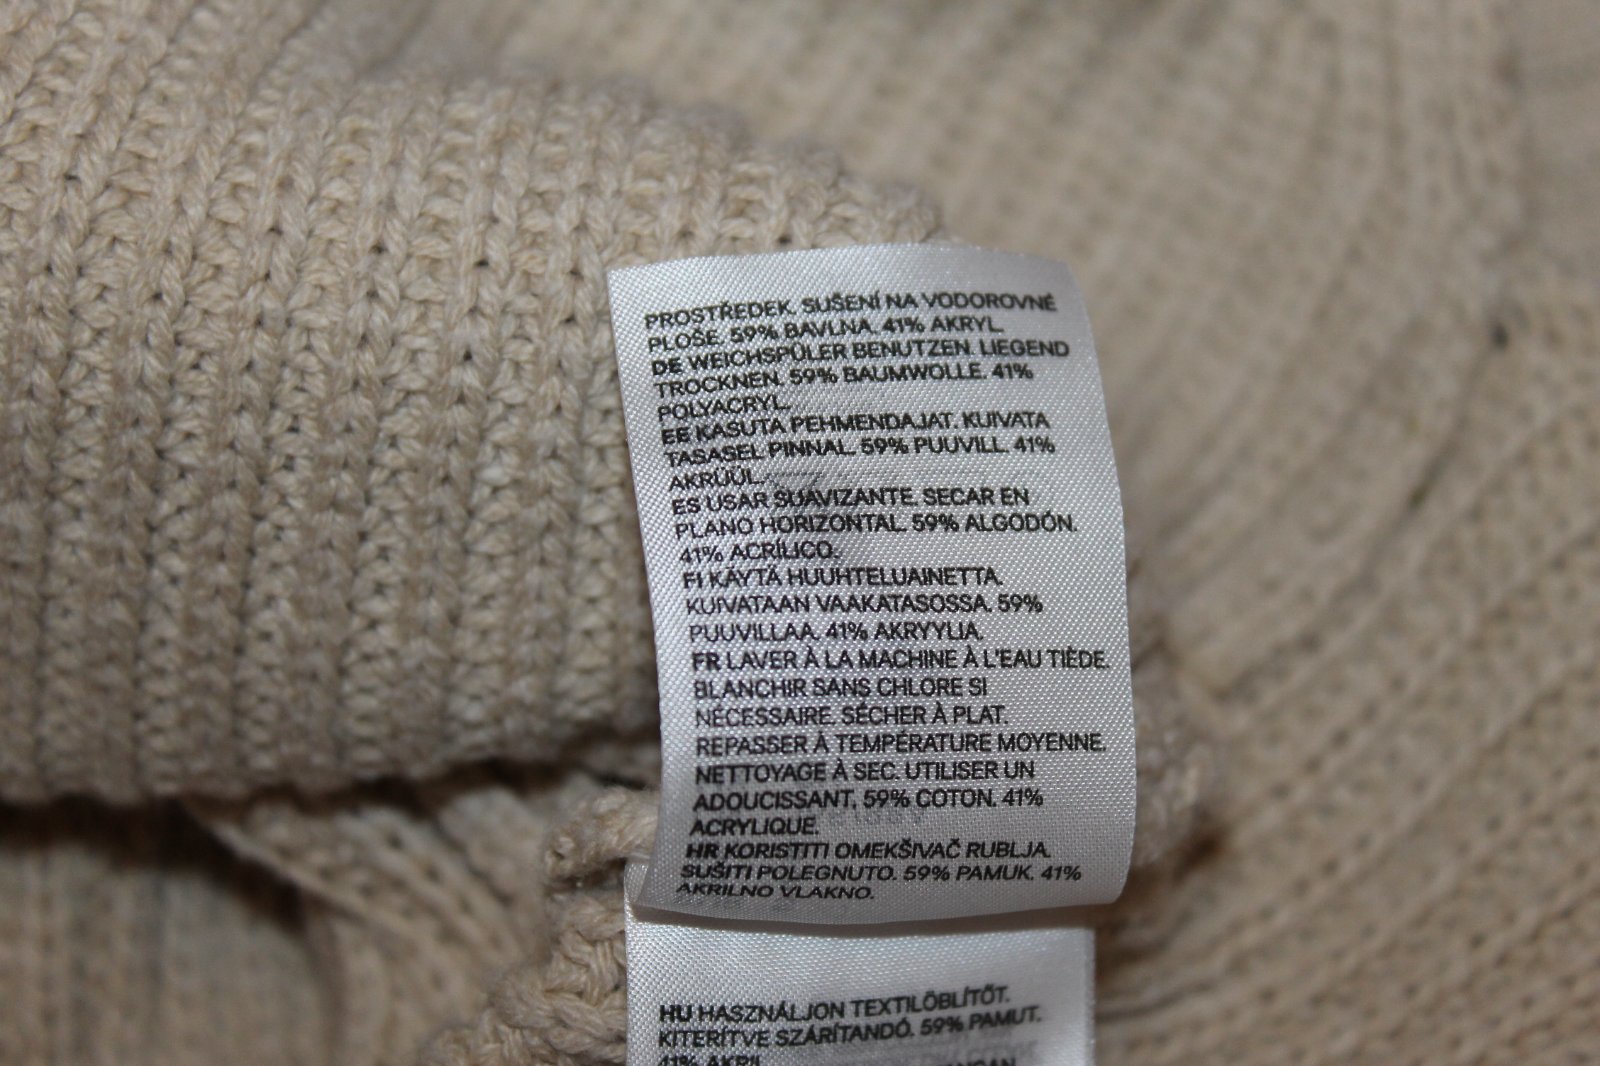 PROSTŘEDEK. SUŠENÍ NA VODOROVNÉ
PLOŠE. 59% BAVLNA. 41% AKRYL.
DE WEICHSPÜLER BENUTZEN. LIEGEND
TROCKNEN. 59% BAUMWOLLE. 41%
POLYACRYL.
EE KASUTA PEHMENDAJAT. KUIVATA
TASASEL PINNAL. 59% PUUVILL. 41%
AKRÜÜL.
ES USAR SUAVIZANTE. SECAR EN
PLANO HORIZONTAL. 59% ALGODÓN.
41% ACRÍLICO.
FI KÄYTÄ HUUHTELUAINETTA.
KUIVATAAN VAAKATASOSSA. 59%
PUUVILLAA. 41% AKRYYLIA.
FR LAVER À LA MACHINE À L'EAU TIÈDE.
BLANCHIR SANS CHLORE SI
NÉCESSAIRE. SÉCHER À PLAT.
REPASSER À TEMPÉRATURE MOYENNE.
NETTOYAGE À SEC. UTILISER UN
ADOUCISSANT. 59% COTON. 41%
ACRYLIQUE.
HR KORISTITI OMEKŠIVAČ RUBLJA.
SUŠITI POLEGNUTO. 59% PAMUK. 41%
AKRILNO VLAKNO.
HU HASZNÁLJON TEXTILÖBLÍTŐT.
KITERÍTVE SZÁRÍTANDÓ. 59% PAMUT.
41% AKRIL